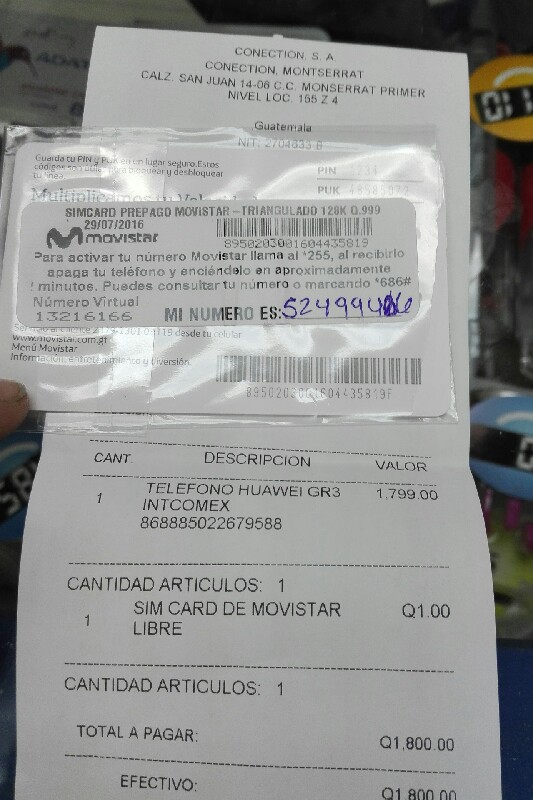 CONECTION, S. A.
CONECTION, MONTSERRAT
CALZ. SAN JUAN 14-06 C.C. MONSERRAT PRIMER
NIVEL LOC. 155 Z 4
Guatemala
NIT:
Guarda tu PIN y PUK en un lugar seguro.Estos
códigos son para bloquear y desbloquear
tu línea.
PIN
PUK
Multiplicamos tu
SIMCARD PREPAGO MOVISTAR -TRIANGULADO 128K Q.999
29/07/2016
movistar
8950203001604435819
Para activar tu número Movistar llama al *255, al recibirlo
apaga tu teléfono y enciéndelo en aproximadamente
minutos. Puedes consultar tu número o marcando *686#
Número Virtual
13216166
MI NUMERO ES:
desde tu celular
www.movistar.com.gt
Menú Movistar
Información, entretenimiento y diversión.
8950203001604435819F
CANT. DESCRIPCION VALOR
1 TELEFONO HUAWEI GR3 1,799.00
INTCOMEX
868885022679588
CANTIDAD ARTICULOS: 1
1 SIM CARD DE MOVISTAR Q1.00
LIBRE
CANTIDAD ARTICULOS: 1
TOTAL A PAGAR: Q1,800.00
EFECTIVO: Q1,800.00